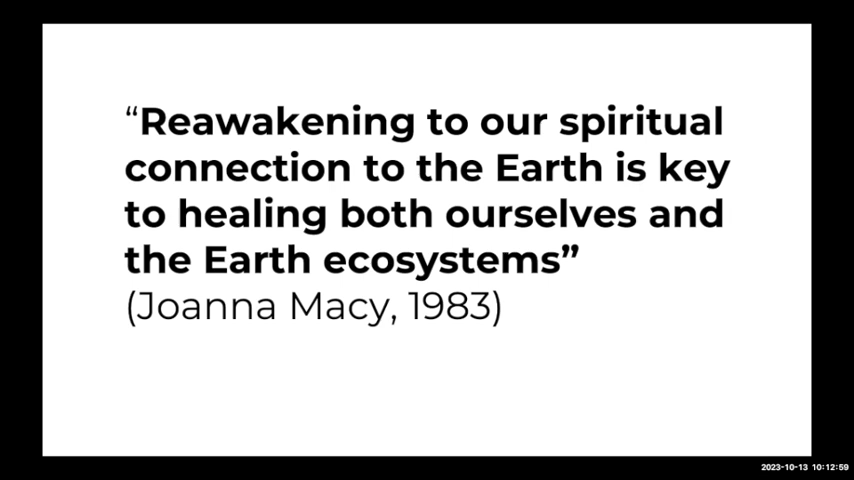 “Reawakening to our spiritual
connection to the Earth is key
to healing both ourselves and
the Earth ecosystems”
(Joanna Macy, 1983)
2023-10-13 10:12:59